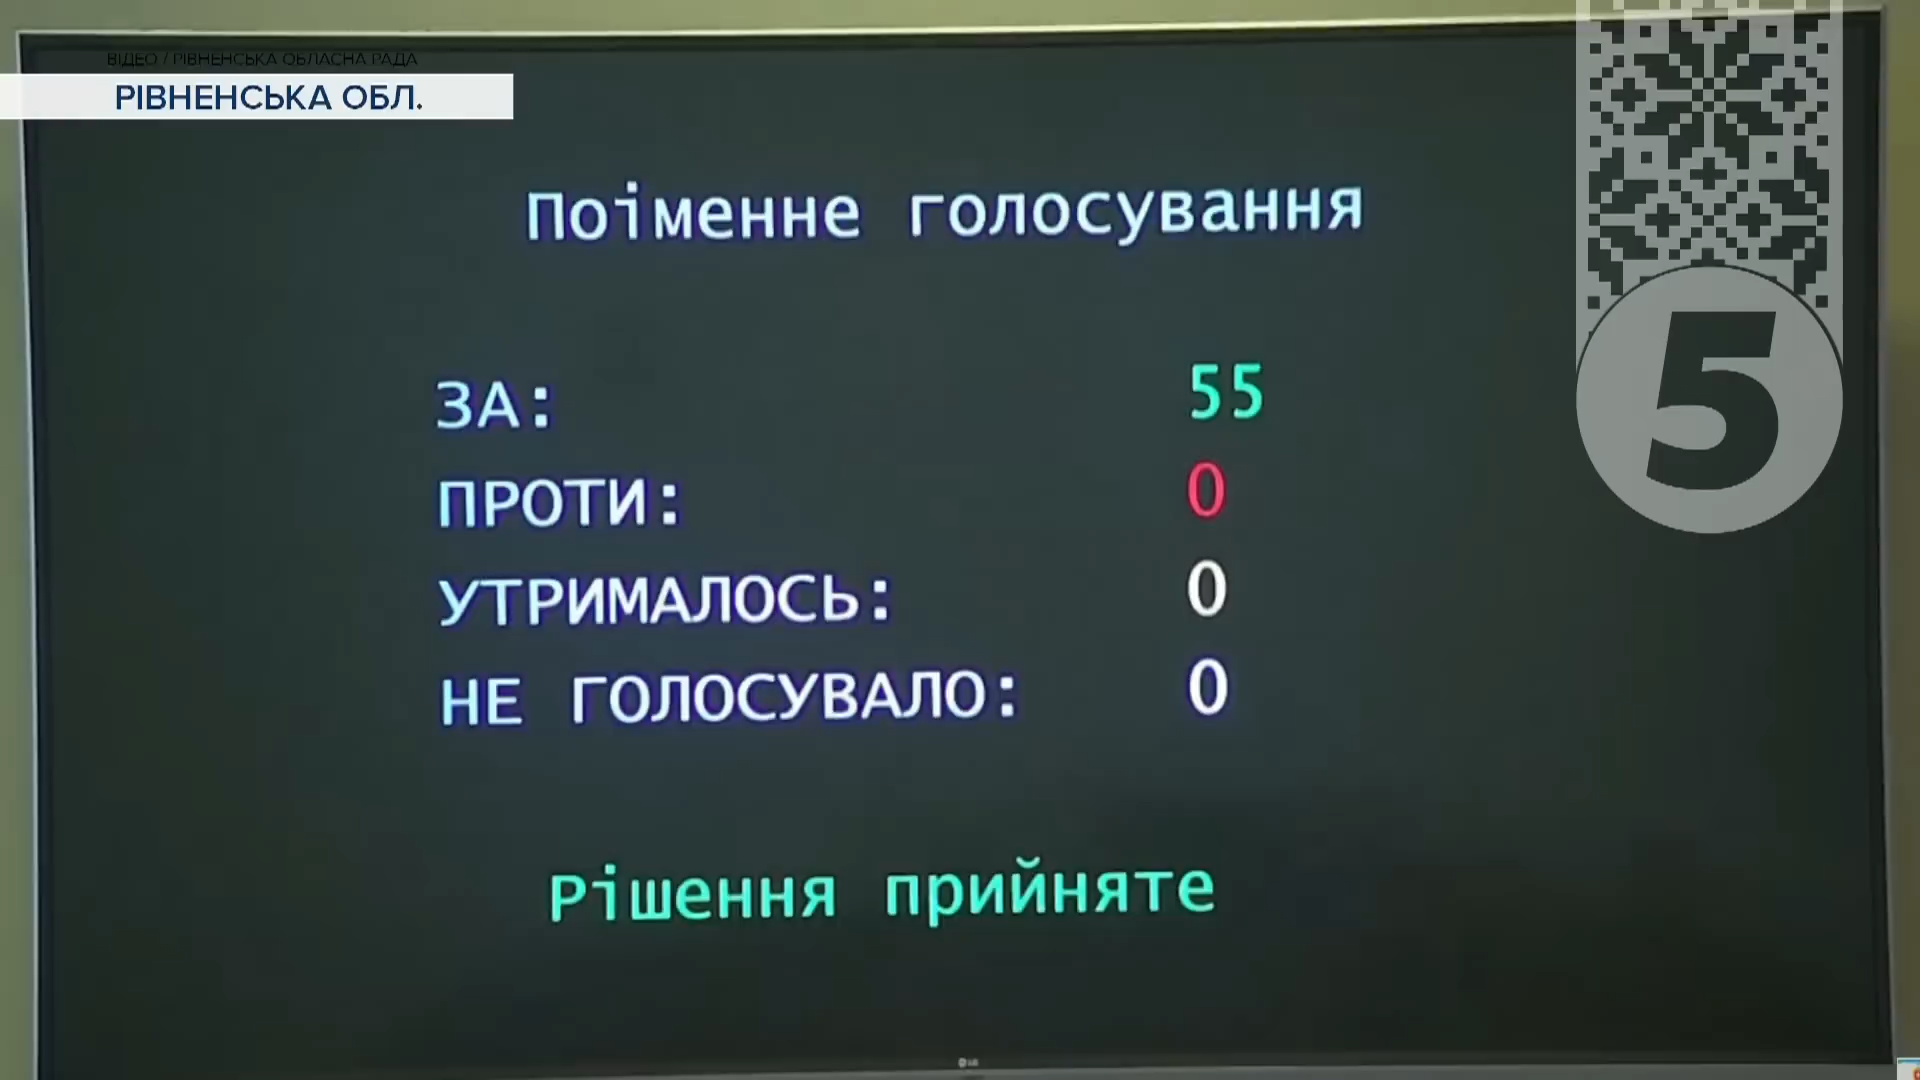 ВІДЕО / РІВНЕНСЬКА ОБЛАСНА РАДА
РІВНЕНСЬКА ОБЛ.
5
Поіменне голосування
ЗА: 55
ПРОТИ: 0
УТРИМАЛОСЬ: 0
НЕ ГОЛОСУВАЛО: 0
Рішення прийняте
LG